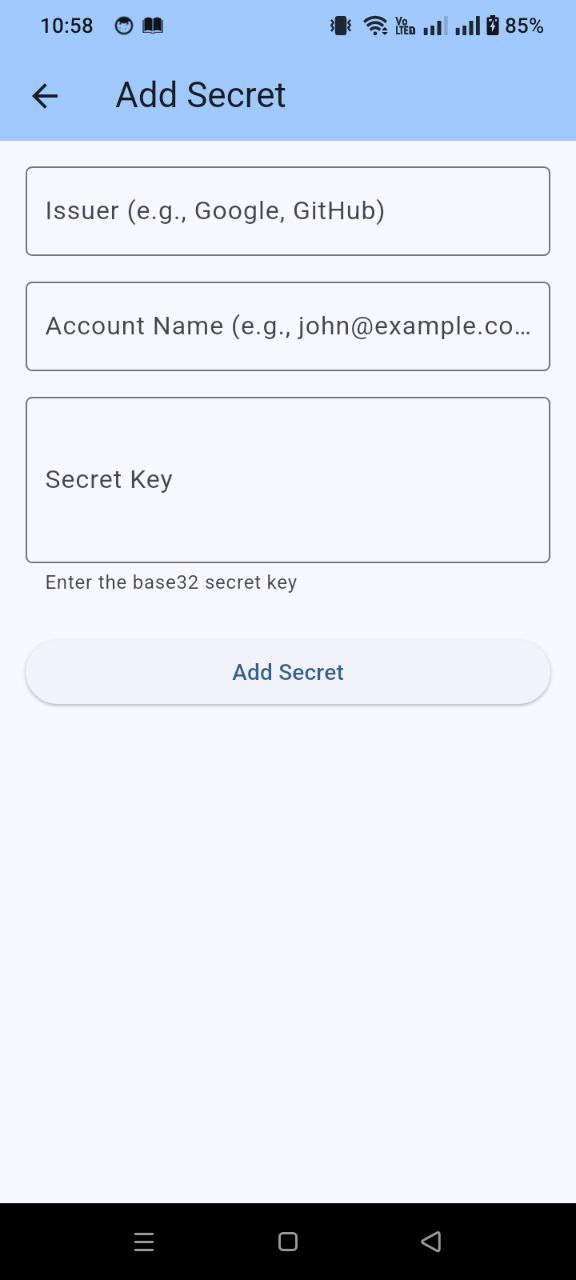 10:58 Vo LTED 85%
Add Secret
Issuer (e.g., Google, GitHub)
Account Name (e.g., john@example.co...
Secret Key
Enter the base32 secret key
Add Secret